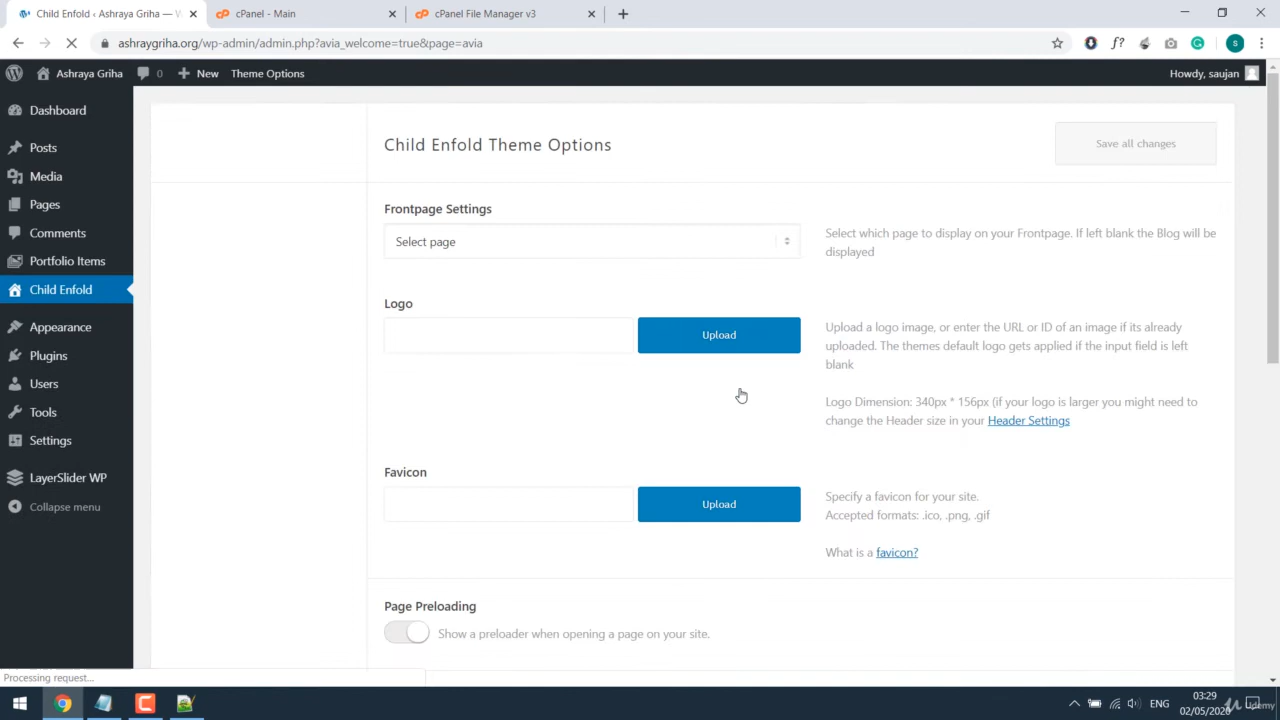 Child Enfold ‹ Ashraya Griha — W
cPanel - Main
cPanel File Manager v3
ashraygriha.org/wp-admin/admin.php?avia_welcome=true&page=avia
f?
s
Ashraya Griha
0
New
Theme Options
Howdy, saujan
Dashboard
Posts
Media
Pages
Comments
Portfolio Items
Child Enfold
Appearance
Plugins
Users
Tools
Settings
LayerSlider WP
Collapse menu
Child Enfold Theme Options
Save all changes
Frontpage Settings
Select page
Select which page to display on your Frontpage. If left blank the Blog will be
displayed
Logo
Upload
Upload a logo image, or enter the URL or ID of an image if its already
uploaded. The themes default logo gets applied if the input field is left
blank
Logo Dimension: 340px * 156px (if your logo is larger you might need to
change the Header size in your Header Settings
Favicon
Upload
Specify a favicon for your site.
Accepted formats: .ico, .png, .gif
What is a favicon?
Page Preloading
Show a preloader when opening a page on your site.
Processing request...
ENG
03:29
02/05/2020
Udemy